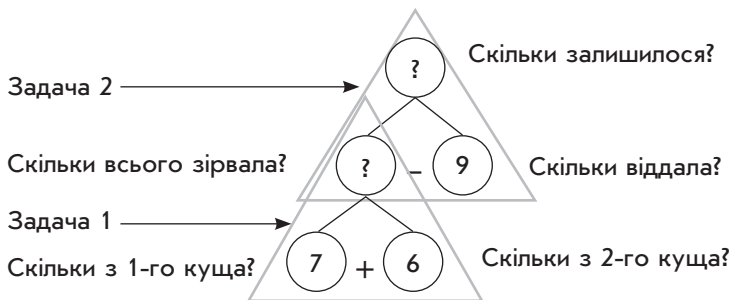 Скільки залишилося?
?
Задача 2
Скільки всього зірвала?
? – 9
Скільки віддала?
Задача 1
Скільки з 1-го куща?
7 + 6
Скільки з 2-го куща?